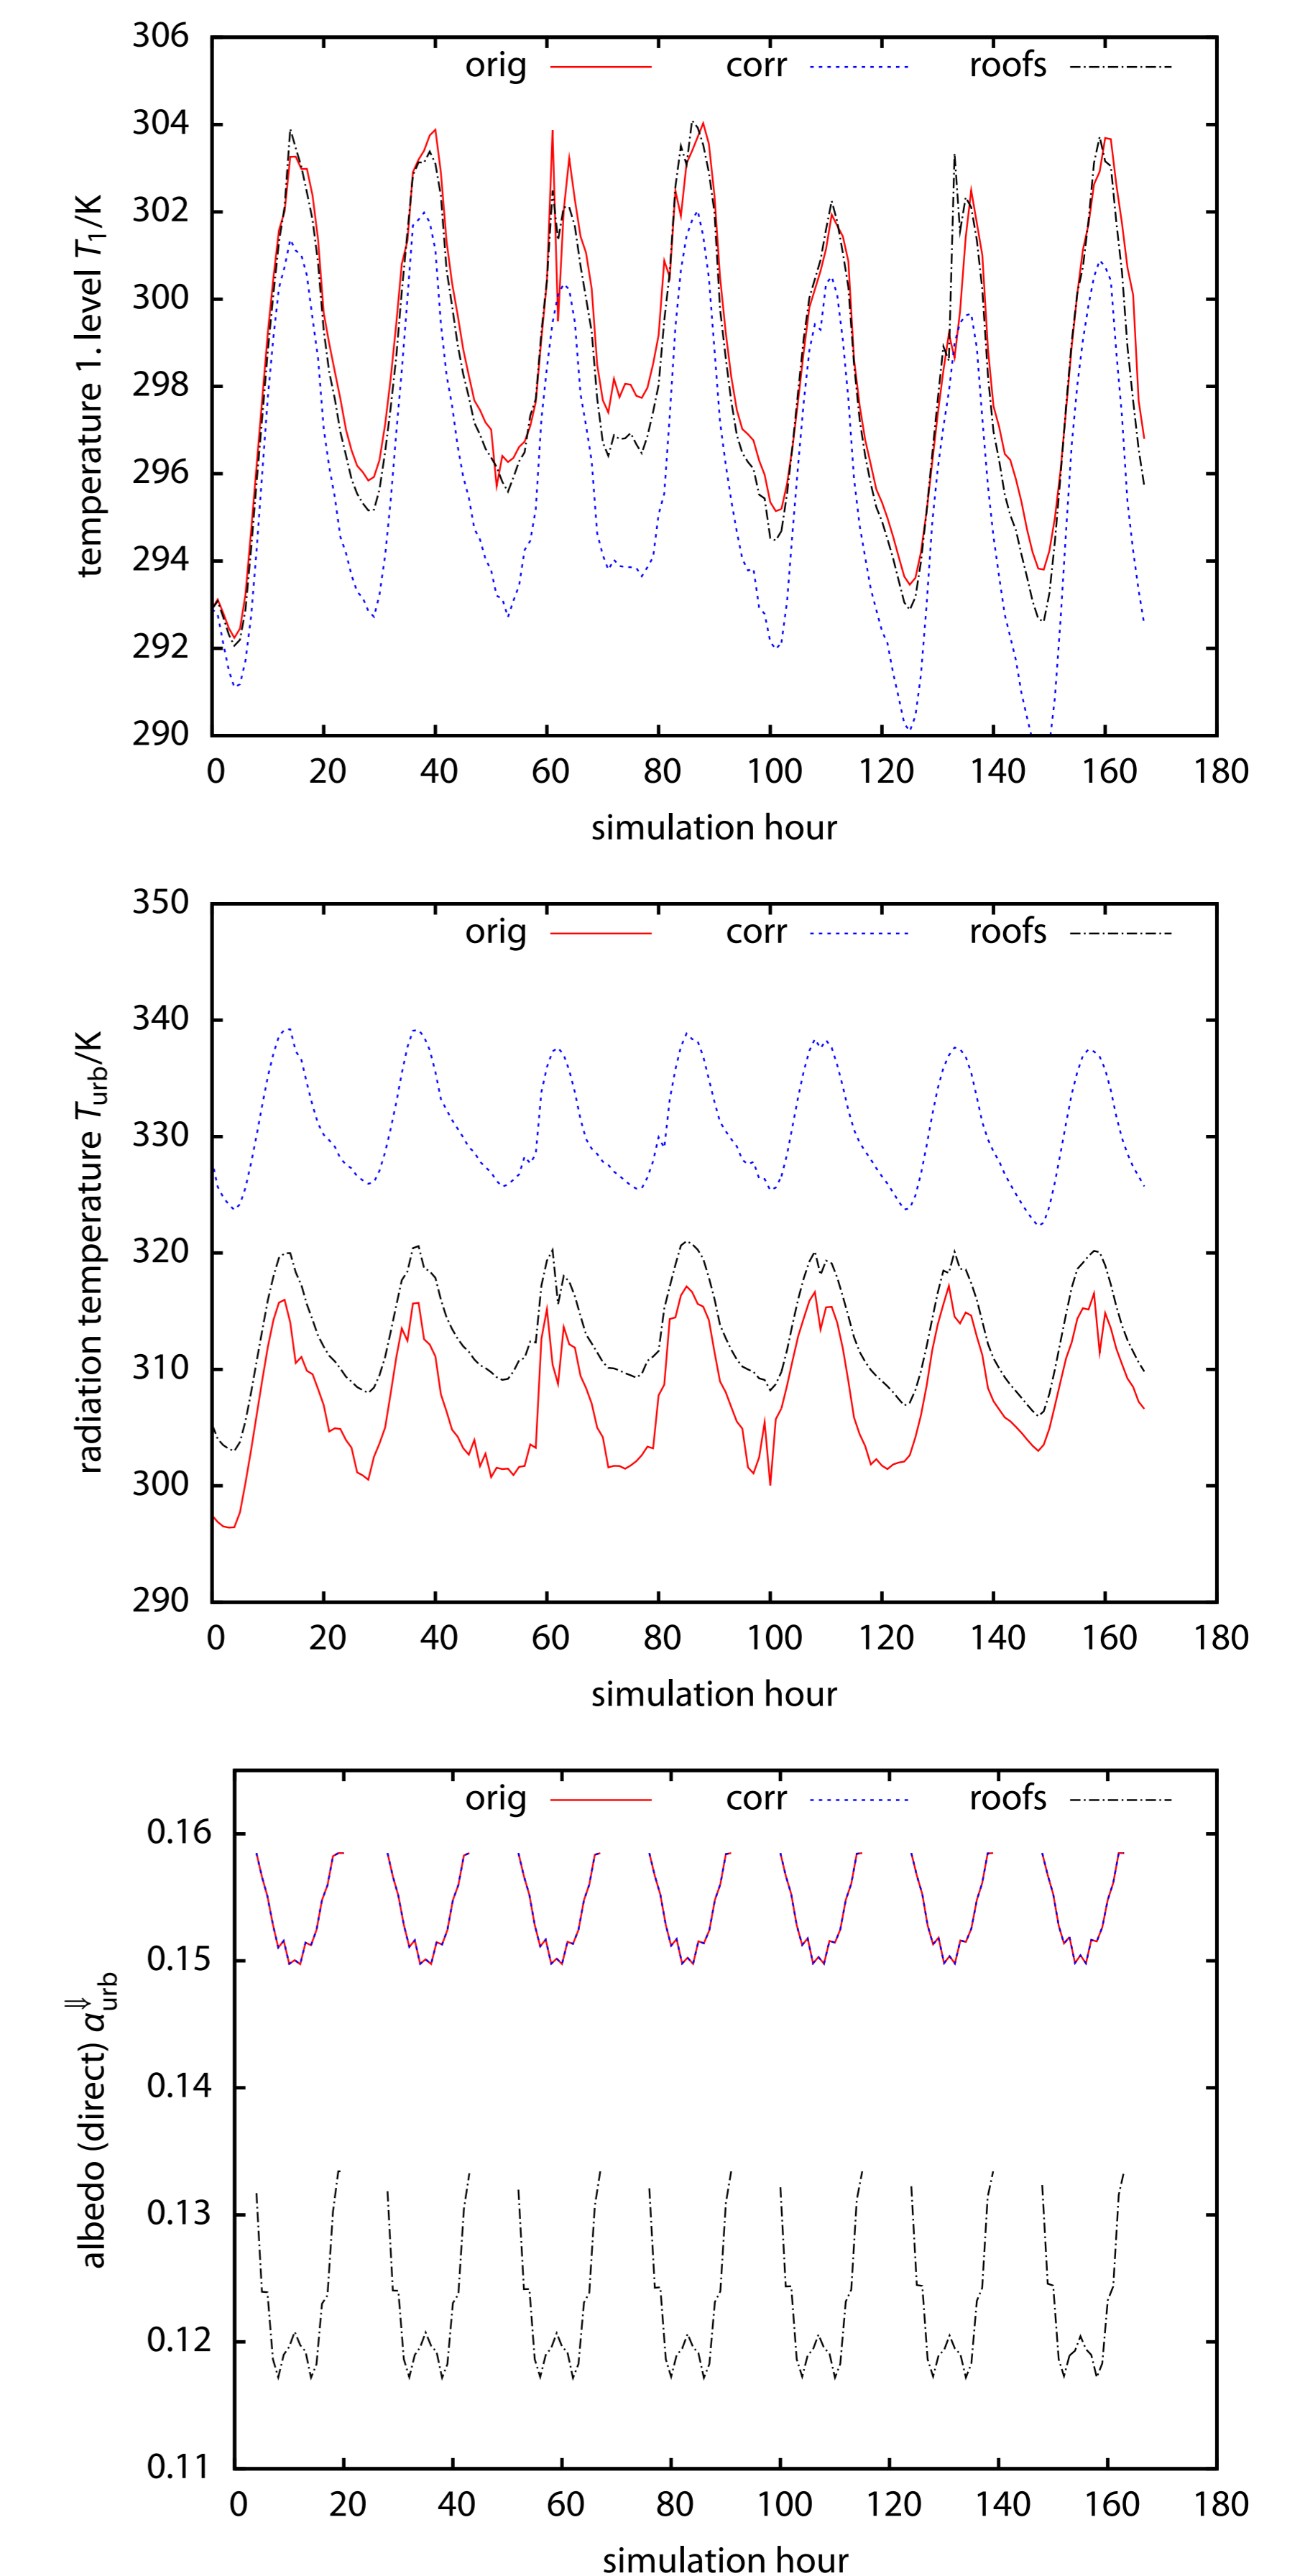 306
orig corr roofs
304
302
300
298
296
294
292
290
temperature 1. level T1/K
0 20 40 60 80 100 120 140 160 180
simulation hour
350
orig corr roofs
340
330
320
310
300
290
radiation temperature Turb/K
0 20 40 60 80 100 120 140 160 180
simulation hour
orig corr roofs
0.16
0.15
0.14
0.13
0.12
0.11
albedo (direct) α⇓urb
0 20 40 60 80 100 120 140 160 180
simulation hour